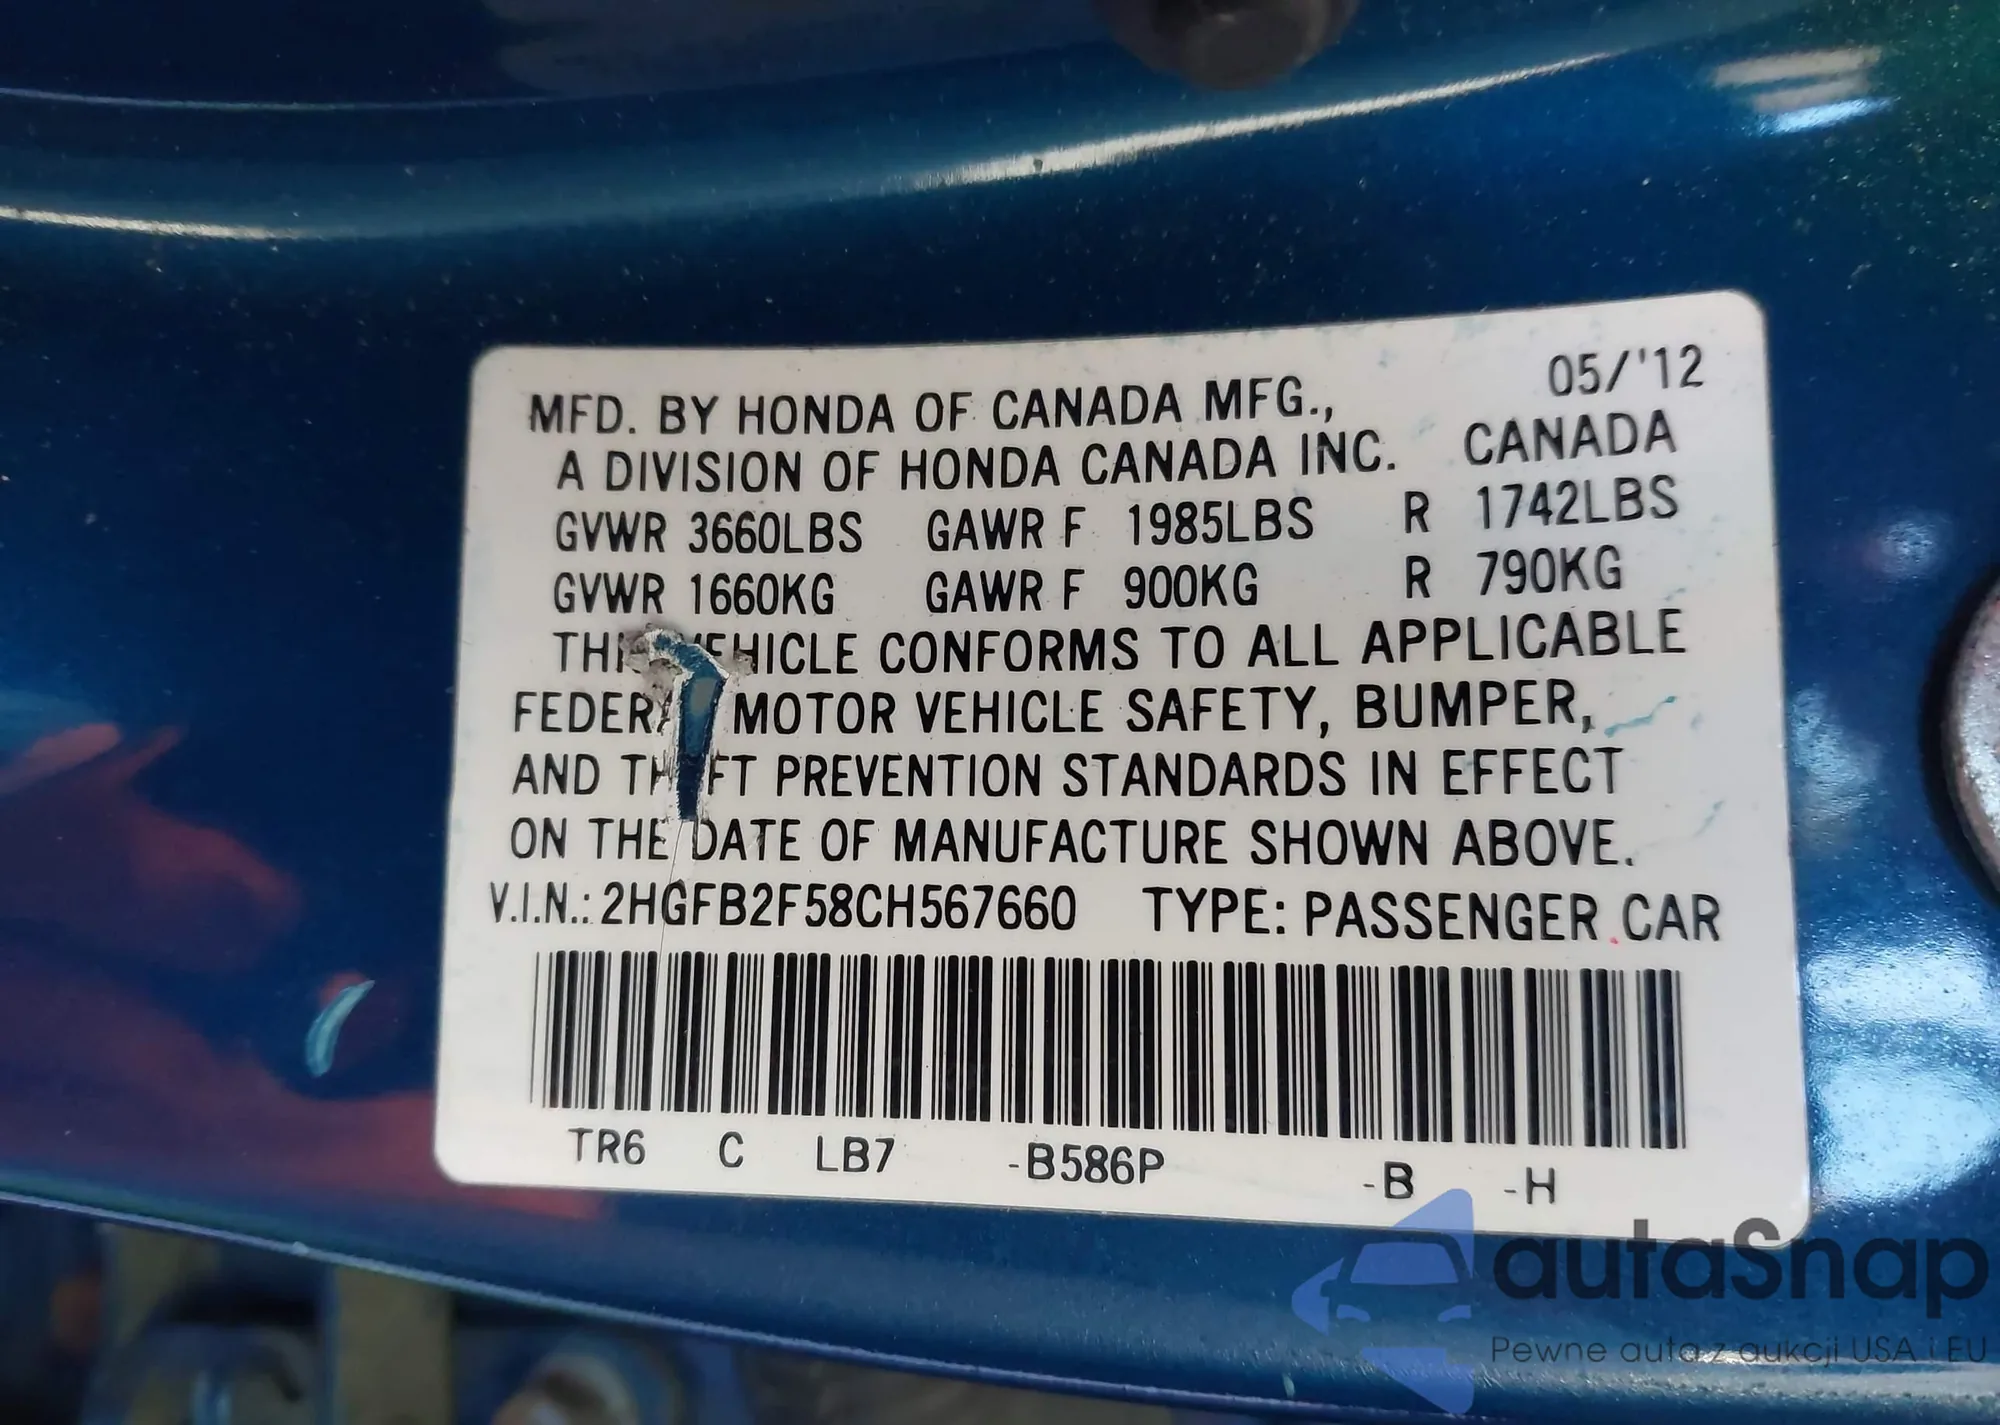 05/'12
MFD. BY HONDA OF CANADA MFG.,
A DIVISION OF HONDA CANADA INC. CANADA
GVWR 3660LBS GAWR F 1985LBS R 1742LBS
GVWR 1660KG GAWR F 900KG R 790KG
VEHICLE CONFORMS TO ALL APPLICABLE
MOTOR VEHICLE SAFETY, BUMPER,
AND PREVENTION STANDARDS IN EFFECT
ON THE DATE OF MANUFACTURE SHOWN ABOVE.
V.I.N.: 2HGFB2F58CH567660 TYPE: PASSENGER CAR
TR6 C LB7 -B586P -B -H
autaSnap
Pewne auta z aukcji USA i EU